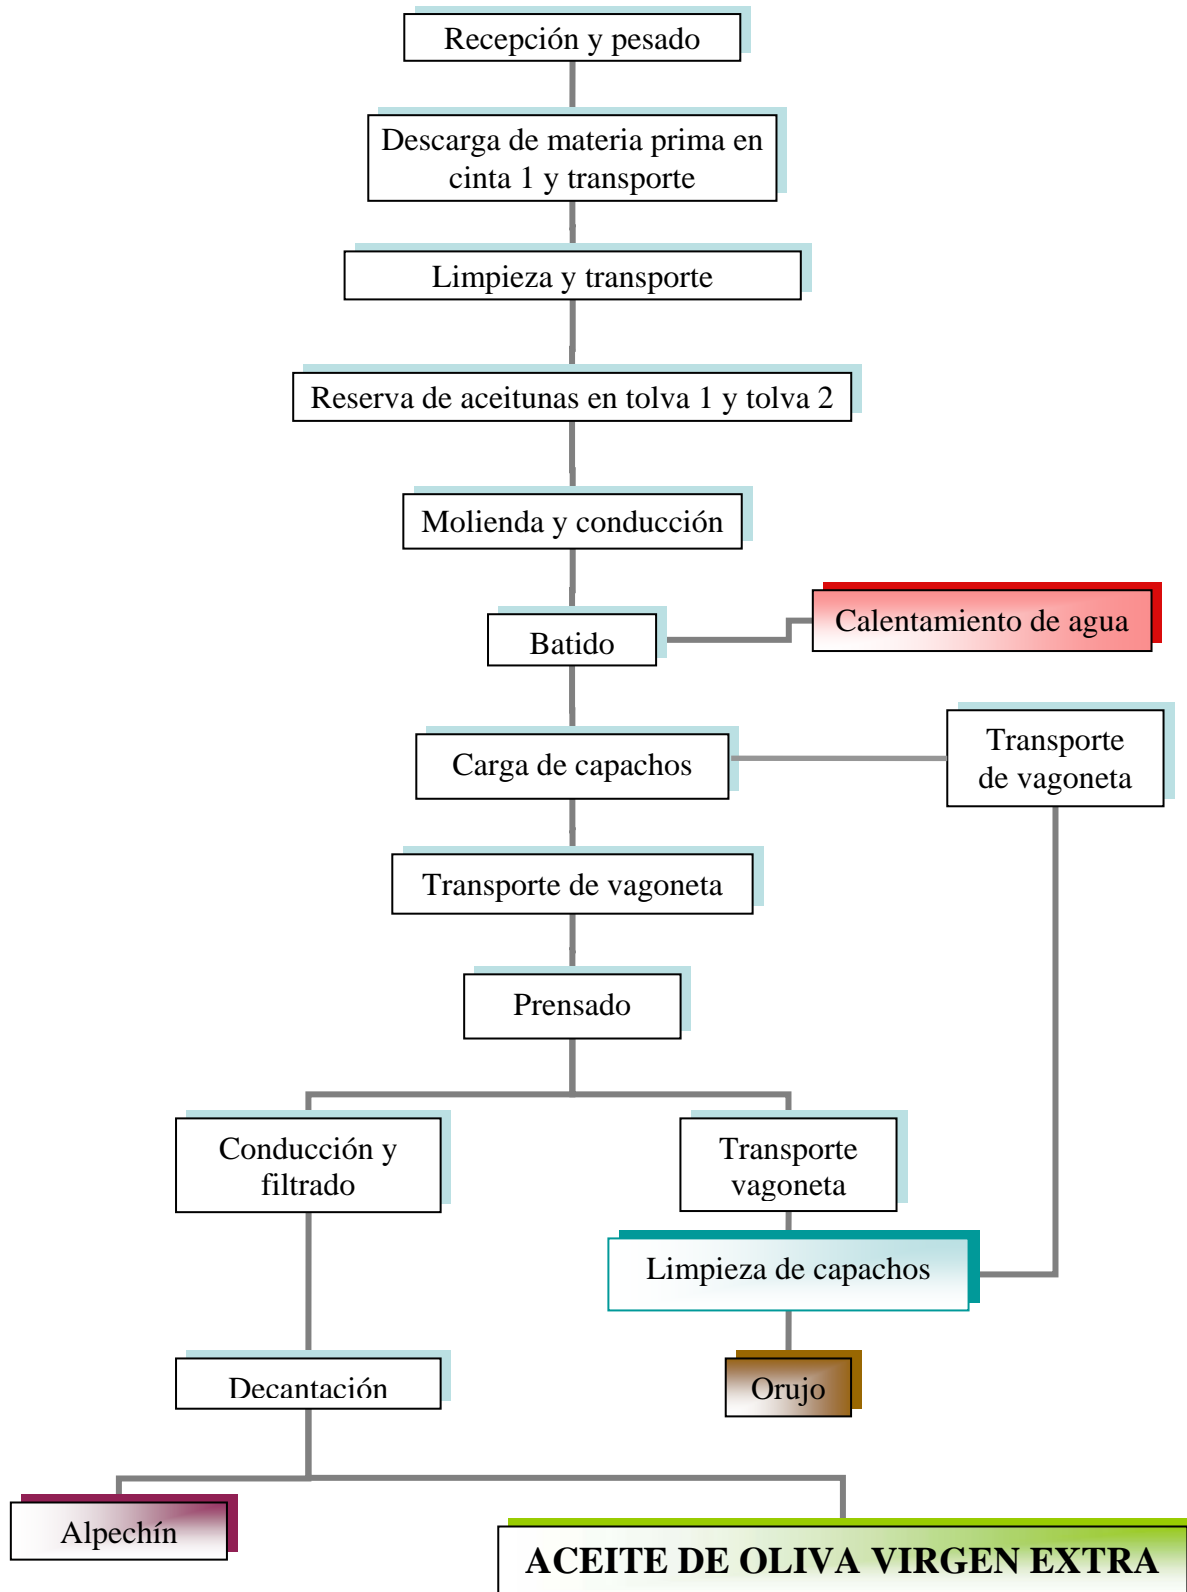 Recepción y pesado
Descarga de materia prima en
cinta 1 y transporte
Limpieza y transporte
Reserva de aceitunas en tolva 1 y tolva 2
Molienda y conducción
Batido
Calentamiento de agua
Carga de capachos
Transporte
de vagoneta
Transporte de vagoneta
Prensado
Conducción y
filtrado
Transporte
vagoneta
Limpieza de capachos
Decantación
Orujo
Alpechín
ACEITE DE OLIVA VIRGEN EXTRA